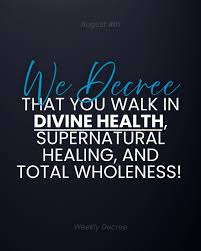 August 4th
We Decree
THAT YOU WALK IN
DIVINE HEALTH,
SUPERNATURAL
HEALING, AND
TOTAL WHOLENESS!
Weekly Decree